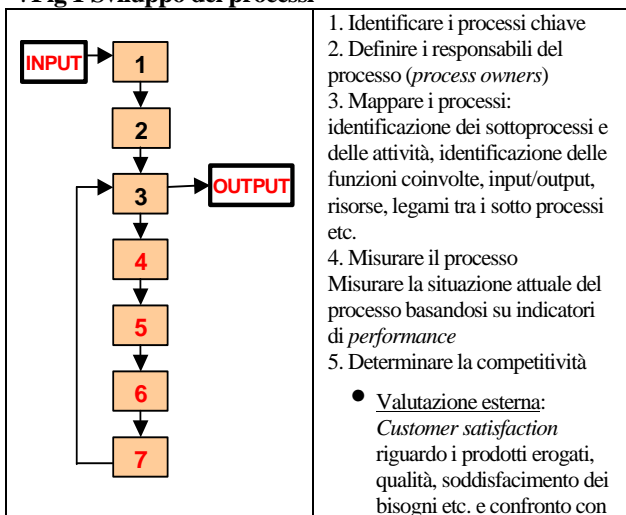 . Fig 1 Sviluppo dei processi
INPUT
1
2
3
OUTPUT
4
5
6
7
1. Identificare i processi chiave
2. Definire i responsabili del
processo (process owners)
3. Mappare i processi:
identificazione dei sottoprocessi e
delle attività, identificazione delle
funzioni coinvolte, input/output,
risorse, legami tra i sotto processi
etc.
4. Misurare il processo
Misurare la situazione attuale del
processo basandosi su indicatori
di performance
5. Determinare la competitività
• Valutazione esterna:
Customer satisfaction
riguardo i prodotti erogati,
qualità, soddisfacimento dei
bisogni etc. e confronto con